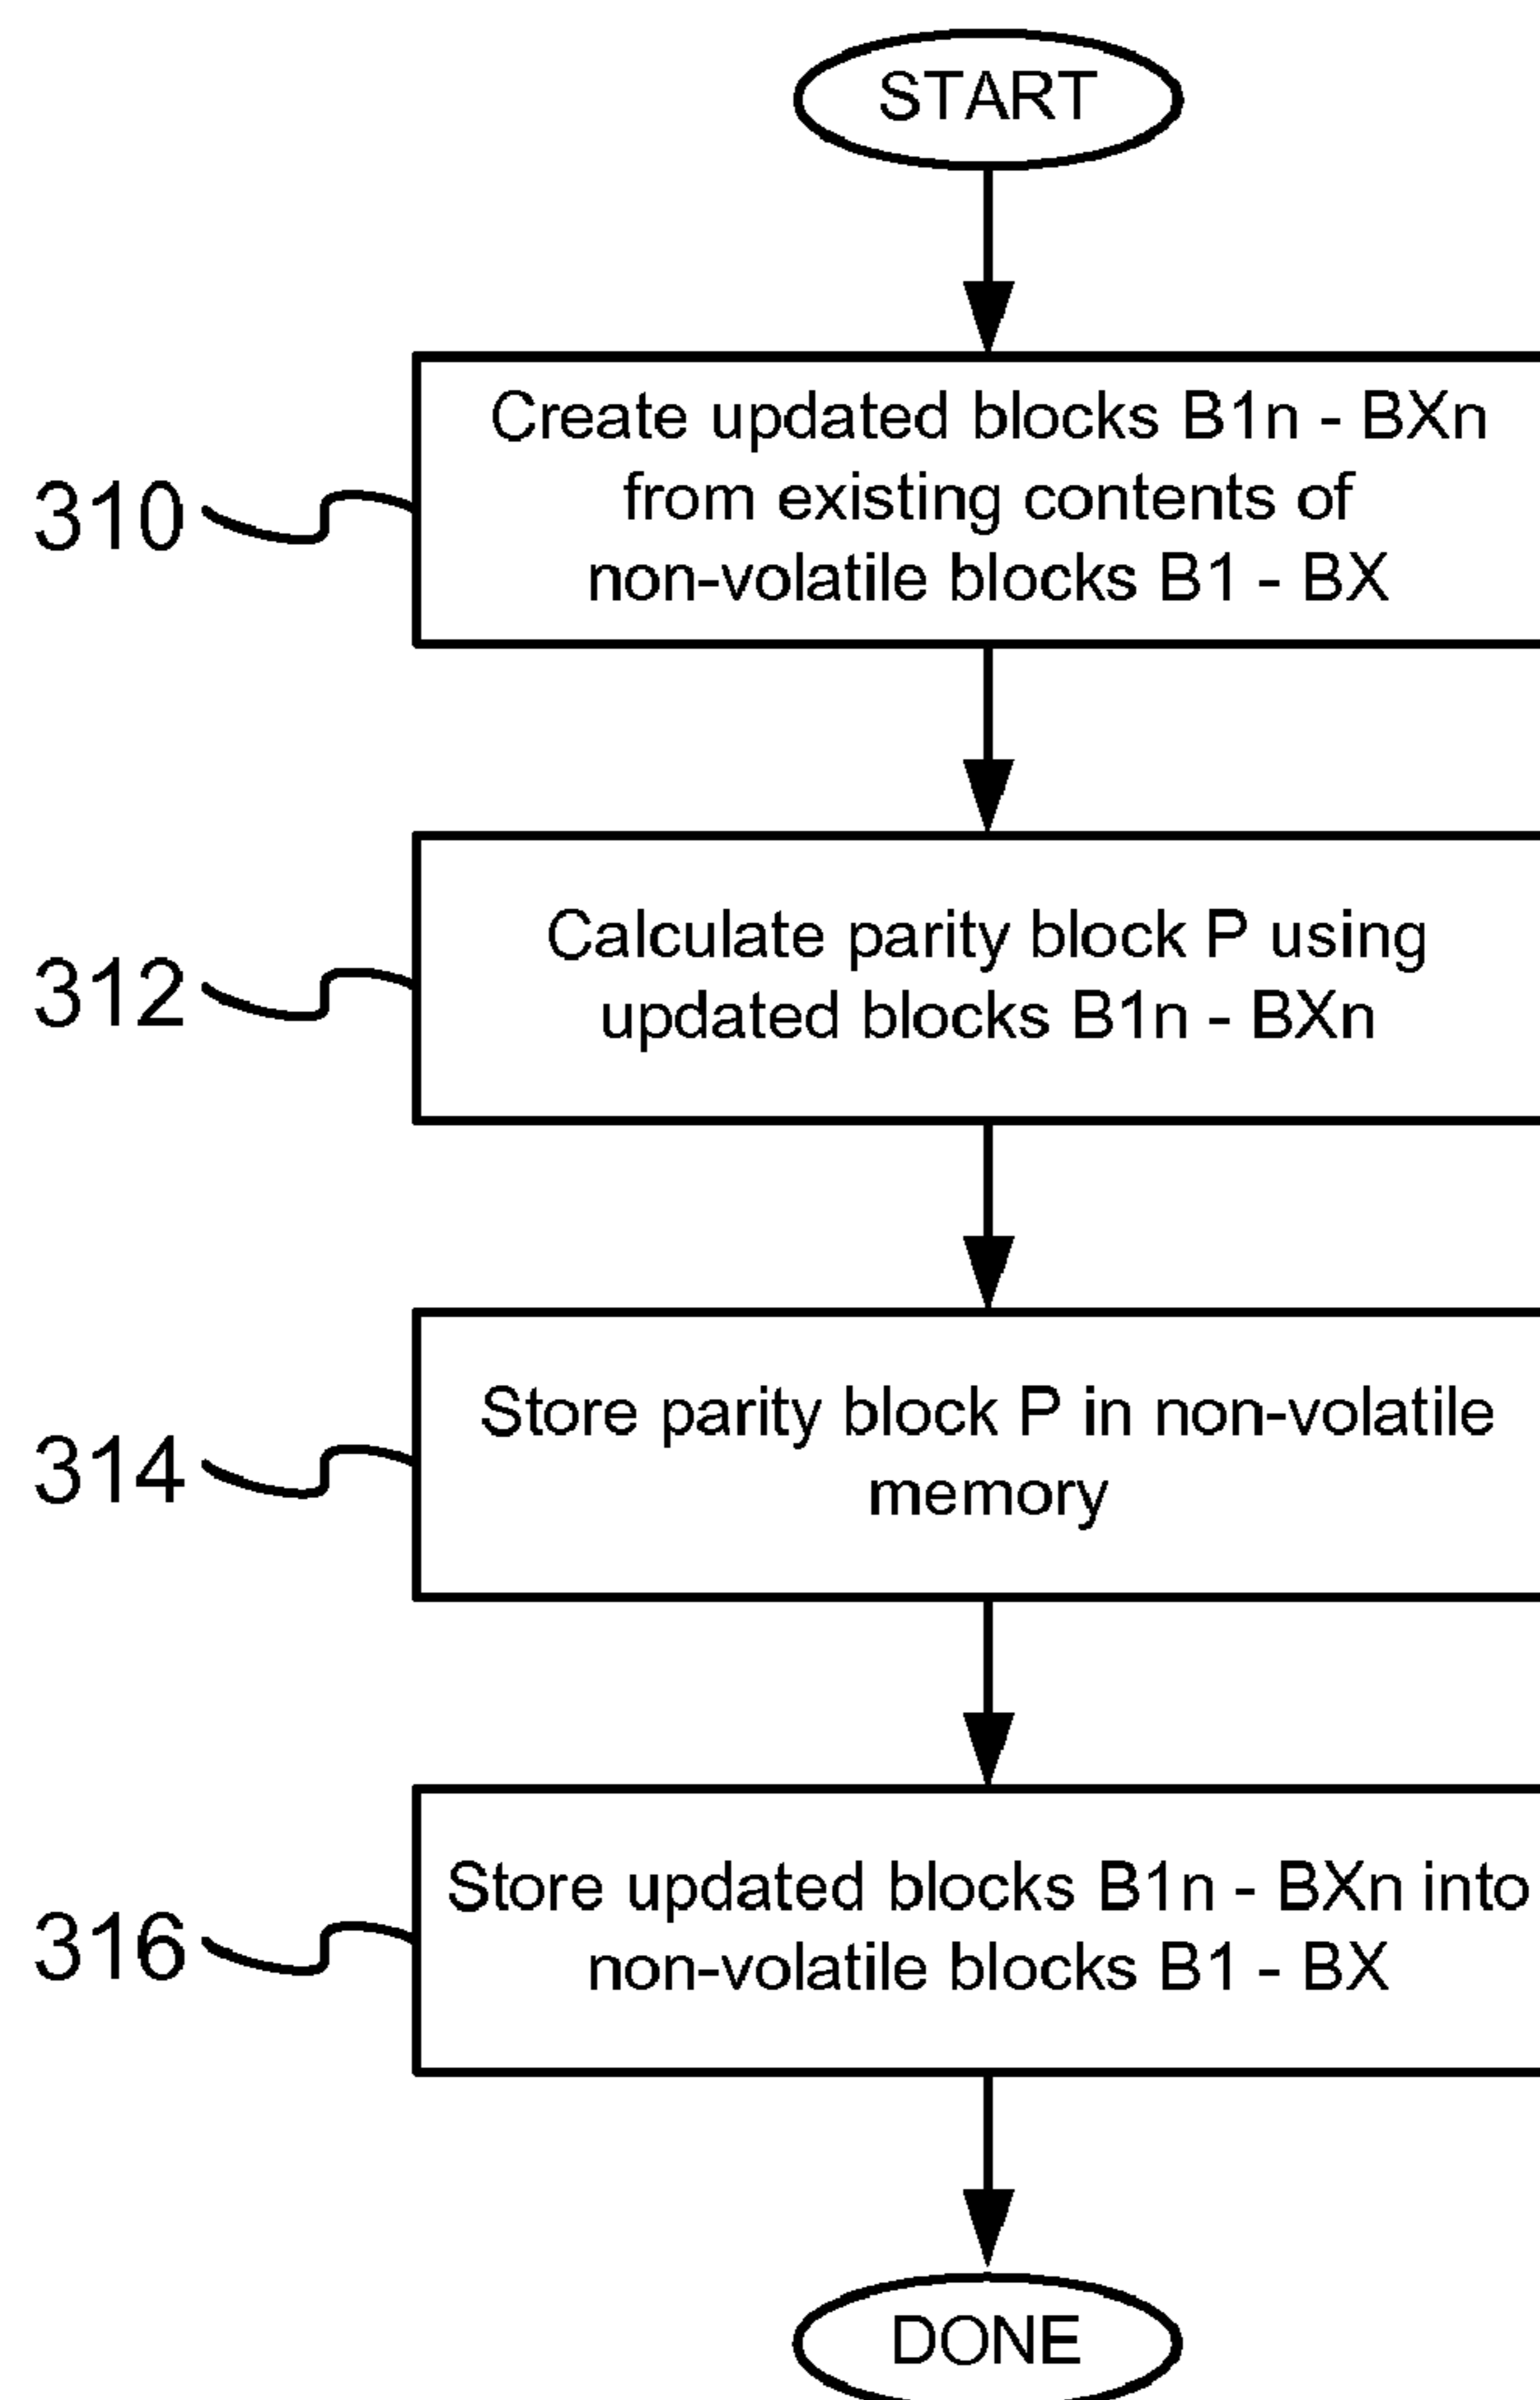 START
Create updated blocks B1n - BXn
from existing contents of
non-volatile blocks B1 - BX
310
Calculate parity block P using
updated blocks B1n - BXn
312
Store parity block P in non-volatile
memory
314
Store updated blocks B1n - BXn into
non-volatile blocks B1 - BX
316
DONE